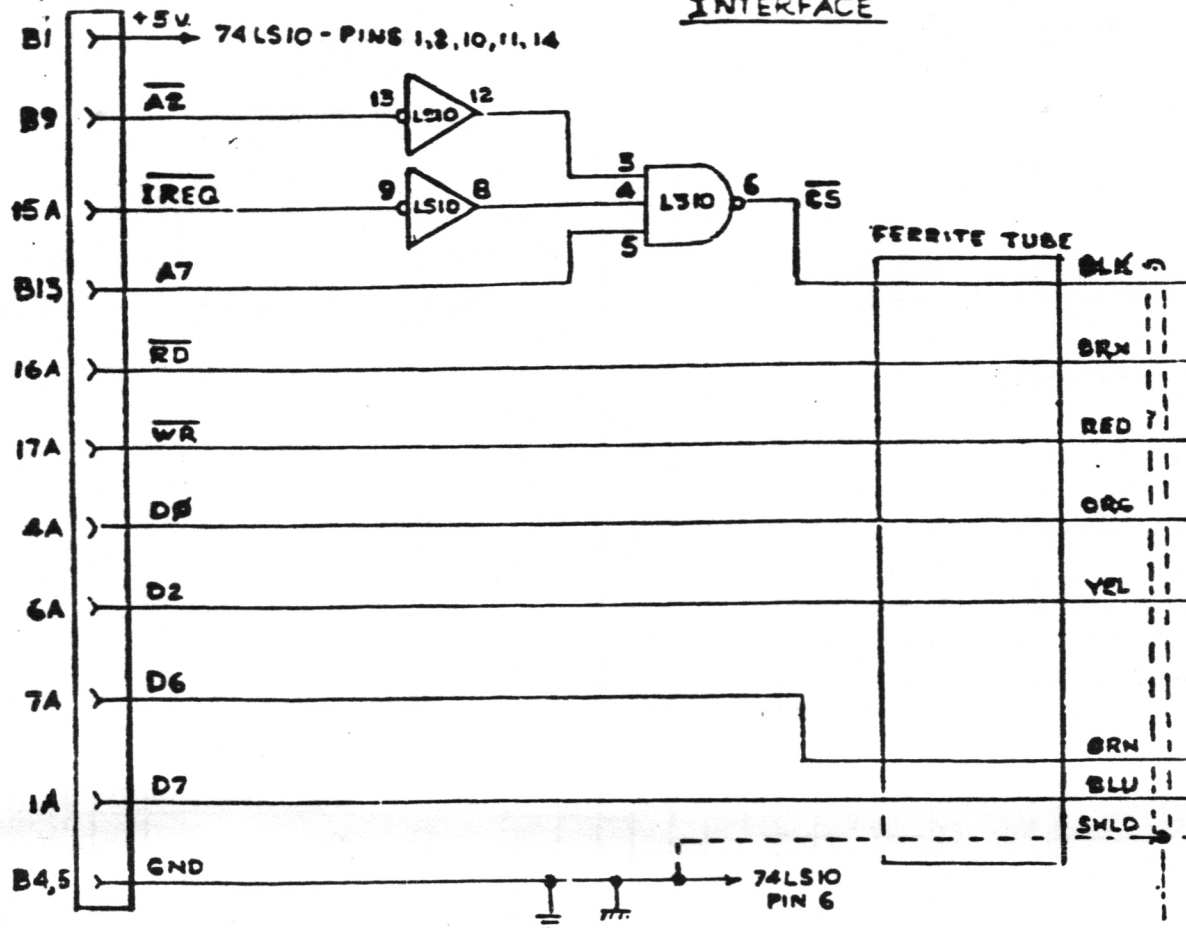 INTERFACE
B1 +5V. 74LS10 - PINS 1,2,10,11,14
B9 A2 13 LS10 12
15A IREQ 9 LS10 8
3
4
5
LS10 6 CS
B13 A7
FERRITE TUBE
BLK
16A RD BRN
17A WR RED
4A DØ ORG
6A D2 YEL
7A D6
GRN
1A D7 BLU
SHLD
B4,5 GND 74LS10
PIN 6